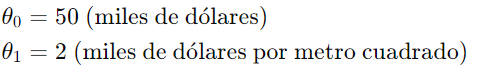 θ₀ = 50 (miles de dólares)
θ₁ = 2 (miles de dólares por metro cuadrado)